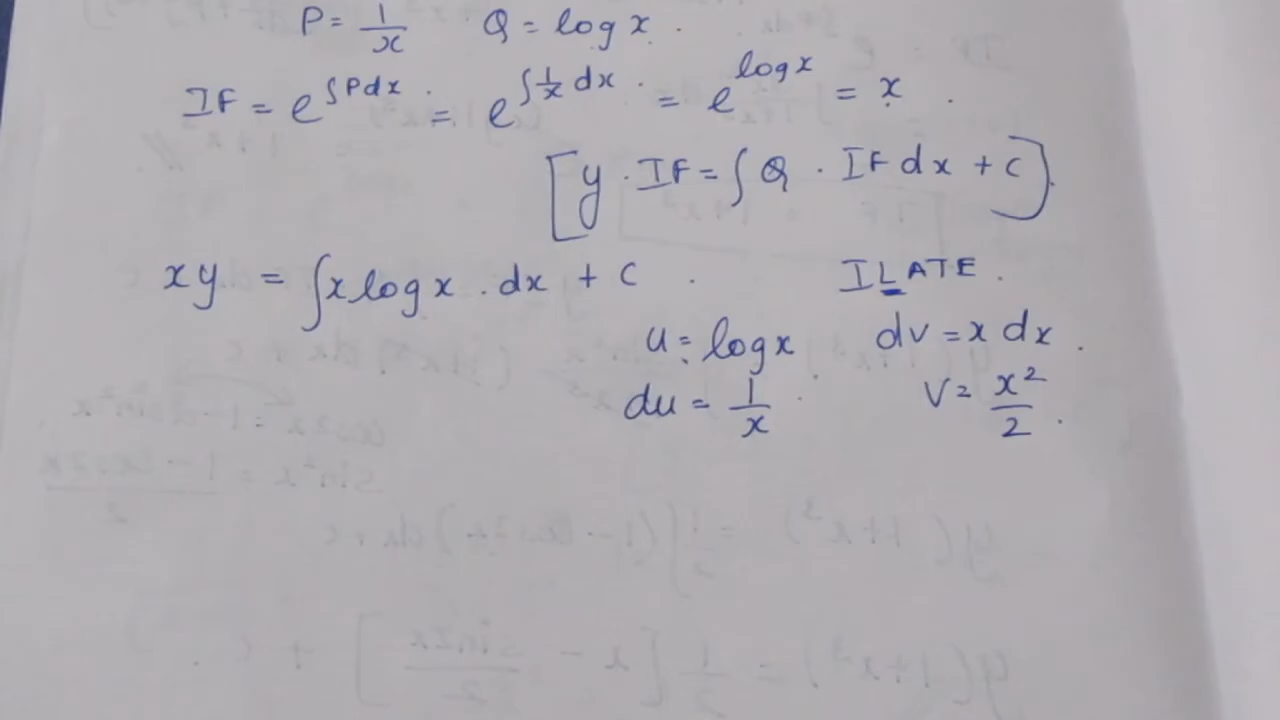 P = 1/x Q = log x .
IF = e^∫Pdx = e^∫1/x dx = e^log x = x .
[y . IF = ∫Q . IF dx + C]
xy = ∫x log x . dx + C . ILATE .
u = log x dv = x dx .
du = 1/x . v = x²/2 .